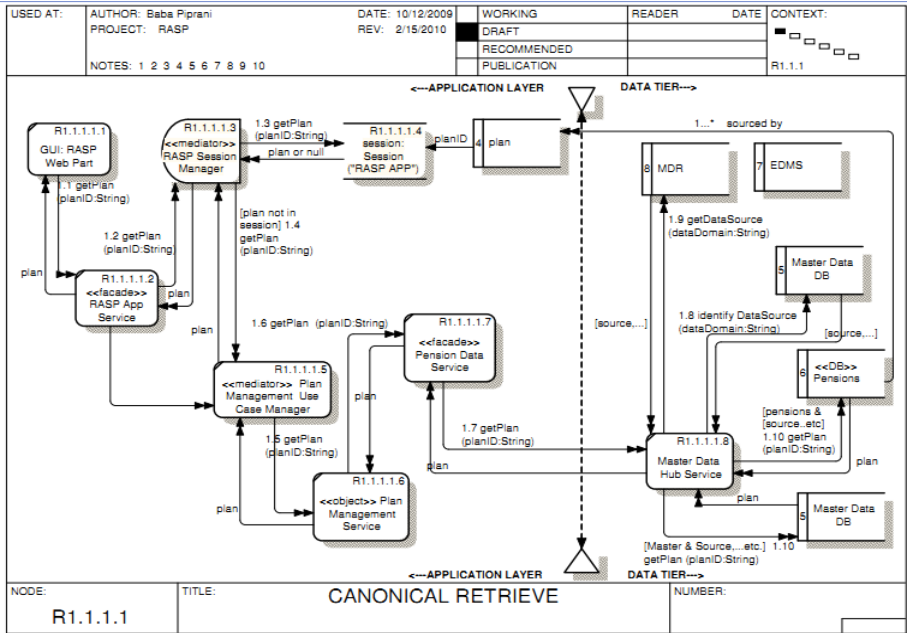 USED AT:
AUTHOR: Baba Piprani
DATE: 10/12/2009
PROJECT: RASP
REV: 2/15/2010
NOTES: 1 2 3 4 5 6 7 8 9 10
WORKING
DRAFT
RECOMMENDED
PUBLICATION
READER
DATE
CONTEXT:
R1.1.1
<---APPLICATION LAYER
DATA TIER--->
R1.1.1.1.1
GUI: RASP
Web Part
1.1 getPlan
(planID:String)
R1.1.1.1.3
<<mediator>>
RASP Session
Manager
1.3 getPlan
(planID:String)
plan or null
R1.1.1.1.4
session:
Session
("RASP APP")
planID
4
plan
1...* sourced by
8
MDR
7
EDMS
1.2 getPlan
(planID:String)
[plan not in
session] 1.4
getPlan
(planID:String)
1.9 getDataSource
(dataDomain:String)
plan
R1.1.1.1.2
<<facade>>
RASP App
Service
plan
plan
5
Master Data
DB
1.8 identify DataSource
(dataDomain:String)
[source,...]
[source,...]
1.6 getPlan (planID:String)
R1.1.1.1.7
<<facade>>
Pension Data
Service
6
<<DB>>
Pensions
R1.1.1.1.5
<<mediator>> Plan
Management Use
Case Manager
plan
1.5 getPlan
(planID:String)
1.7 getPlan
(planID:String)
plan
[pensions &
[source..etc]
1.10 getPlan
(planID:String)
plan
R1.1.1.1.8
Master Data
Hub Service
R1.1.1.1.6
<<object>> Plan
Management
Service
plan
plan
5
Master Data
DB
[Master & Source,...etc.] 1.10
getPlan (planID:String)
<---APPLICATION LAYER
DATA TIER--->
NODE:
R1.1.1.1
TITLE:
CANONICAL RETRIEVE
NUMBER: